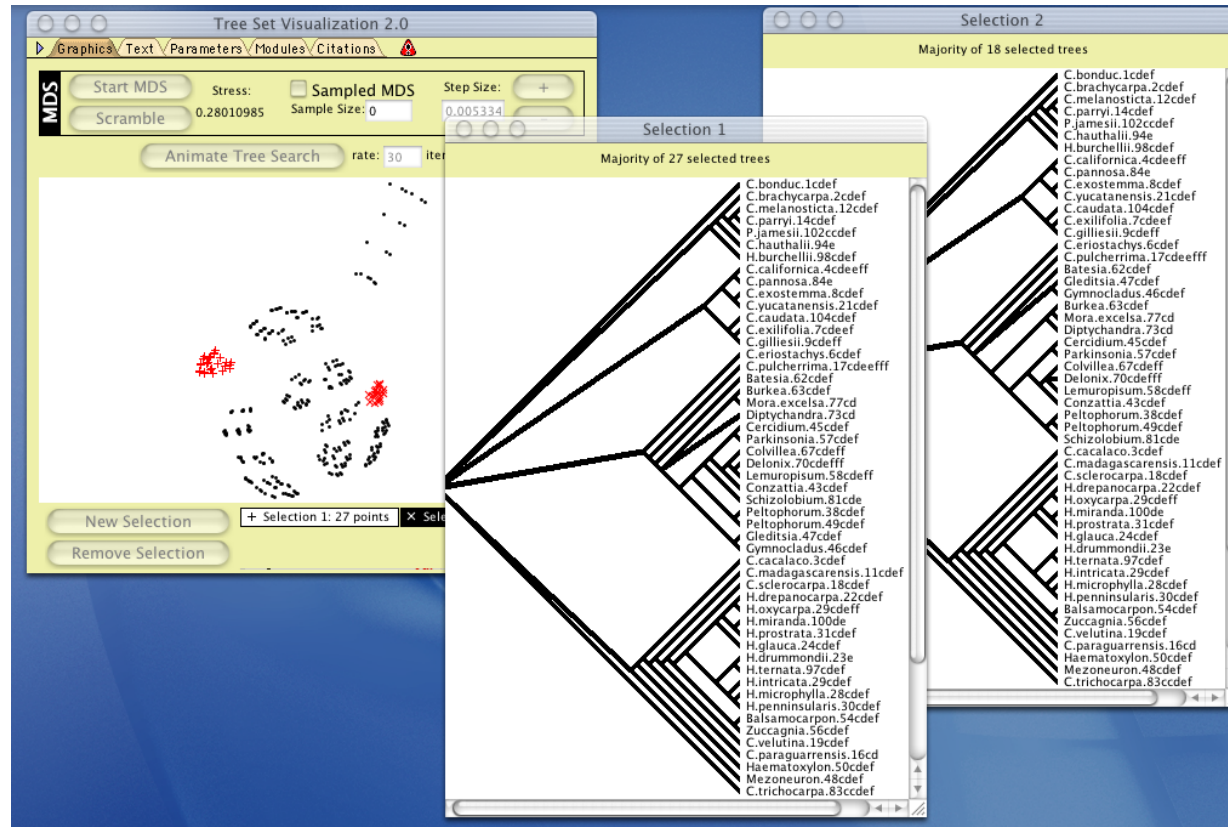 Tree Set Visualization 2.0
Graphics Text Parameters Modules Citations
MDS
Start MDS
Scramble
Stress:
0.28010985
Sampled MDS
Sample Size: 0
Step Size:
0.005334
+
Animate Tree Search
rate: 30
New Selection
Remove Selection
+ Selection 1: 27 points
×
Selection 1
Majority of 27 selected trees
C.bonduc.1cdef
C.brachycarpa.2cdef
C.melanosticta.12cdef
C.parryi.14cdef
P.jamesii.102ccdef
C.hauthalii.94e
H.burchellii.98cdef
C.californica.4cdeeff
C.pannosa.84e
C.exostemma.8cdef
C.yucatanensis.21cdef
C.caudata.104cdef
C.exilifolia.7cdeef
C.gilliesii.9cdeff
C.eriostachys.6cdef
C.pulcherrima.17cdeefff
Batesia.62cdef
Burkea.63cdef
Mora.excelsa.77cd
Diptychandra.73cd
Cercidium.45cdef
Parkinsonia.57cdef
Colvillea.67cdeff
Delonix.70cdefff
Lemuropisum.58cdeff
Conzattia.43cdef
Schizolobium.81cde
Peltophorum.38cdef
Peltophorum.49cdef
Gleditsia.47cdef
Gymnocladus.46cdef
C.cacalaco.3cdef
C.madagascarensis.11cdef
C.sclerocarpa.18cdef
H.drepanocarpa.22cdef
H.oxycarpa.29cdeff
H.miranda.100de
H.prostrata.31cdef
H.glauca.24cdef
H.drummondii.23e
H.ternata.97cdef
H.intricata.29cdef
H.microphylla.28cdef
H.penninsularis.30cdef
Balsamocarpon.54cdef
Zuccagnia.56cdef
C.velutina.19cdef
C.paraguarrensis.16cd
Haematoxylon.50cdef
Mezoneuron.48cdef
C.trichocarpa.83ccdef
Selection 2
Majority of 18 selected trees
C.bonduc.1cdef
C.brachycarpa.2cdef
C.melanosticta.12cdef
C.parryi.14cdef
P.jamesii.102ccdef
C.hauthalii.94e
H.burchellii.98cdef
C.californica.4cdeeff
C.pannosa.84e
C.exostemma.8cdef
C.yucatanensis.21cdef
C.caudata.104cdef
C.exilifolia.7cdeef
C.gilliesii.9cdeff
C.eriostachys.6cdef
C.pulcherrima.17cdeefff
Batesia.62cdef
Gleditsia.47cdef
Gymnocladus.46cdef
Burkea.63cdef
Mora.excelsa.77cd
Diptychandra.73cd
Cercidium.45cdef
Parkinsonia.57cdef
Colvillea.67cdeff
Delonix.70cdefff
Lemuropisum.58cdeff
Conzattia.43cdef
Peltophorum.38cdef
Peltophorum.49cdef
Schizolobium.81cde
C.cacalaco.3cdef
C.madagascarensis.11cdef
C.sclerocarpa.18cdef
H.drepanocarpa.22cdef
H.oxycarpa.29cdeff
H.miranda.100de
H.prostrata.31cdef
H.glauca.24cdef
H.drummondii.23e
H.ternata.97cdef
H.intricata.29cdef
H.microphylla.28cdef
H.penninsularis.30cdef
Balsamocarpon.54cdef
Zuccagnia.56cdef
C.velutina.19cdef
C.paraguarrensis.16cd
Haematoxylon.50cdef
Mezoneuron.48cdef
C.trichocarpa.83ccdef